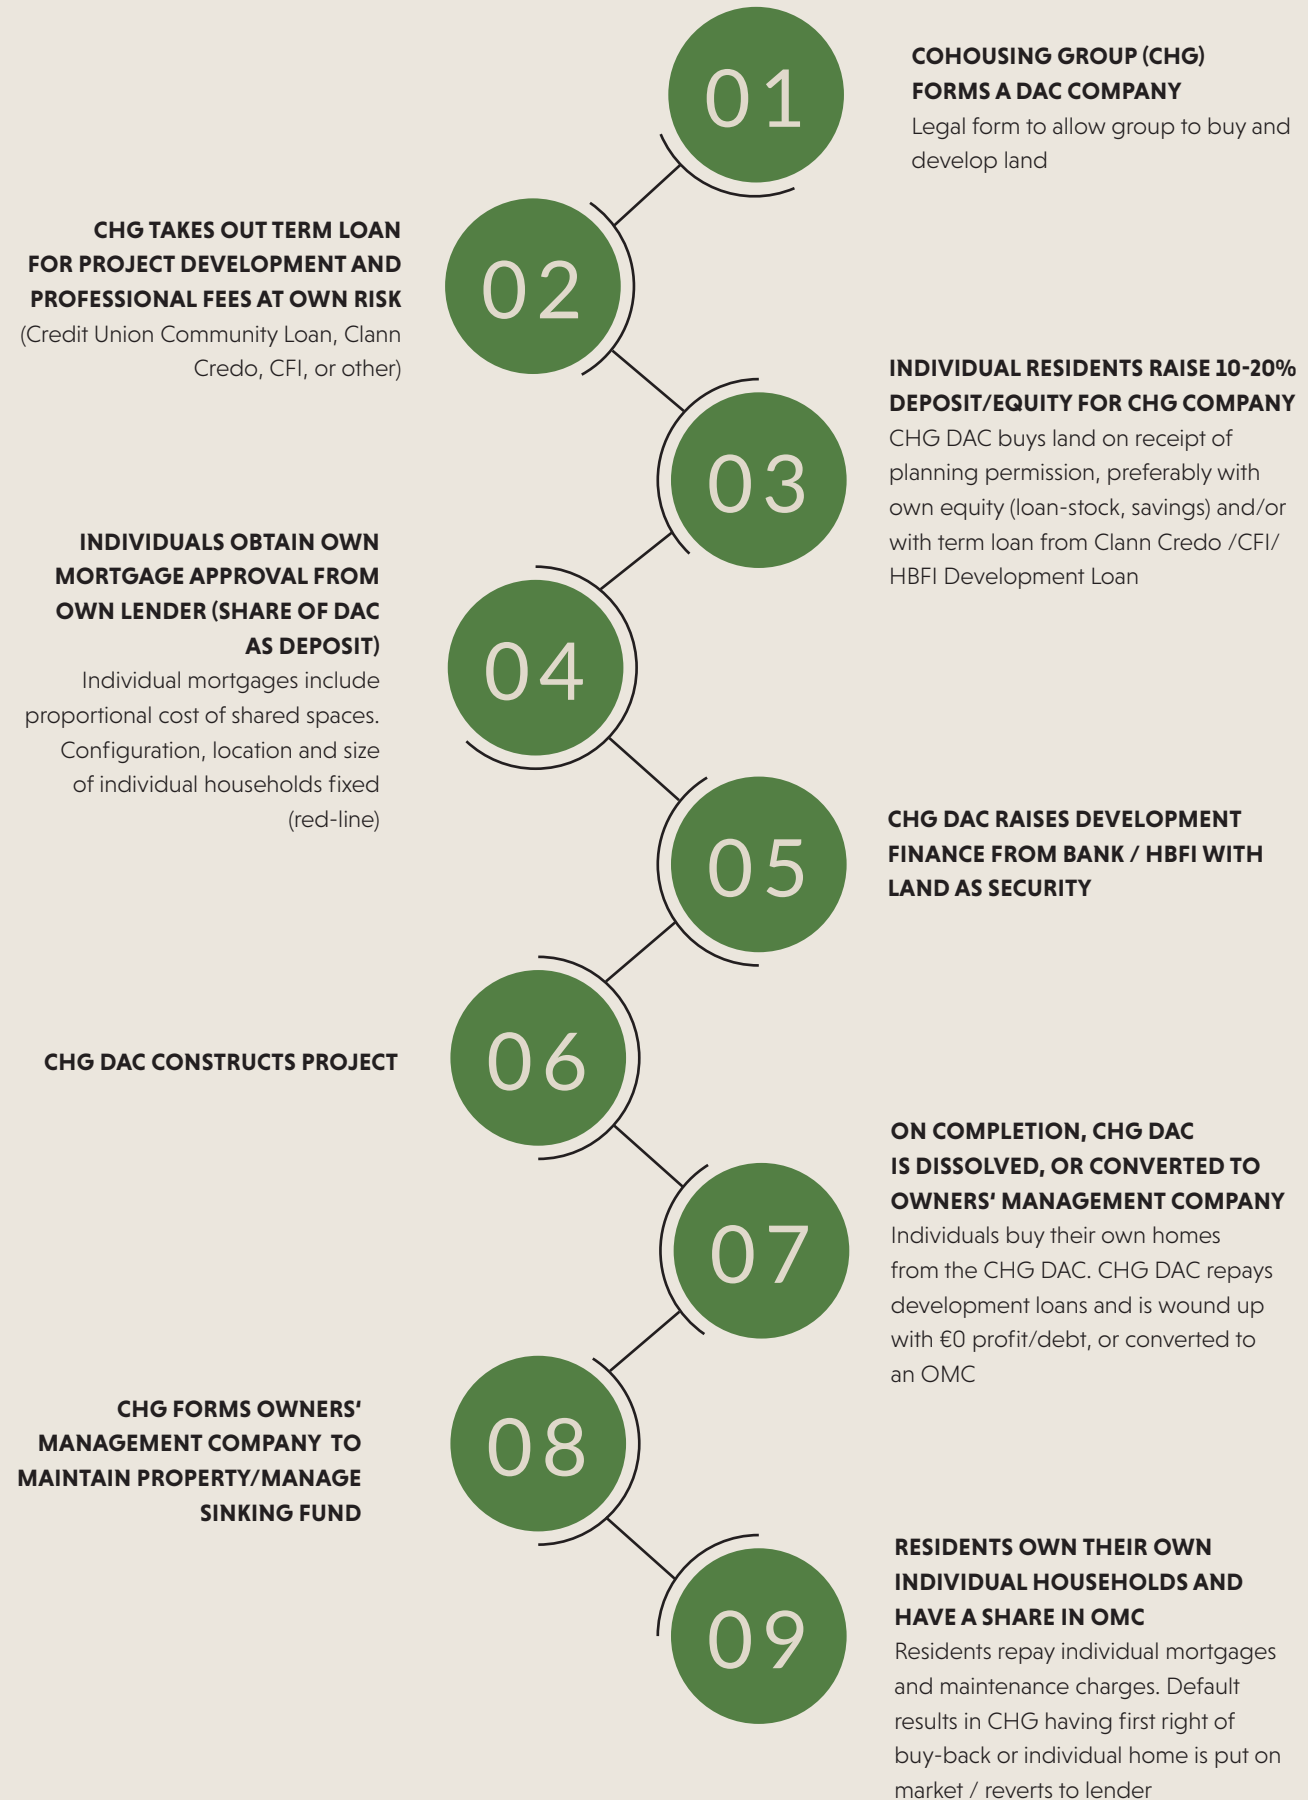 01
COHOUSING GROUP (CHG)
FORMS A DAC COMPANY
Legal form to allow group to buy and
develop land
02
CHG TAKES OUT TERM LOAN
FOR PROJECT DEVELOPMENT AND
PROFESSIONAL FEES AT OWN RISK
(Credit Union Community Loan, Clann
Credo, CFI, or other)
03
INDIVIDUAL RESIDENTS RAISE 10-20%
DEPOSIT/EQUITY FOR CHG COMPANY
CHG DAC buys land on receipt of
planning permission, preferably with
own equity (loan-stock, savings) and/or
with term loan from Clann Credo /CFI/
HBFI Development Loan
04
INDIVIDUALS OBTAIN OWN
MORTGAGE APPROVAL FROM
OWN LENDER (SHARE OF DAC
AS DEPOSIT)
Individual mortgages include
proportional cost of shared spaces.
Configuration, location and size
of individual households fixed
(red-line)
05
CHG DAC RAISES DEVELOPMENT
FINANCE FROM BANK / HBFI WITH
LAND AS SECURITY
06
CHG DAC CONSTRUCTS PROJECT
07
ON COMPLETION, CHG DAC
IS DISSOLVED, OR CONVERTED TO
OWNERS‘ MANAGEMENT COMPANY
Individuals buy their own homes
from the CHG DAC. CHG DAC repays
development loans and is wound up
with €0 profit/debt, or converted to
an OMC
08
CHG FORMS OWNERS‘
MANAGEMENT COMPANY  TO
MAINTAIN PROPERTY/MANAGE
SINKING FUND
09
RESIDENTS OWN THEIR OWN
INDIVIDUAL HOUSEHOLDS AND
HAVE A SHARE IN OMC
Residents repay individual mortgages
and maintenance charges. Default
results in CHG having first right of
buy-back or individual home is put on
market / reverts to lender